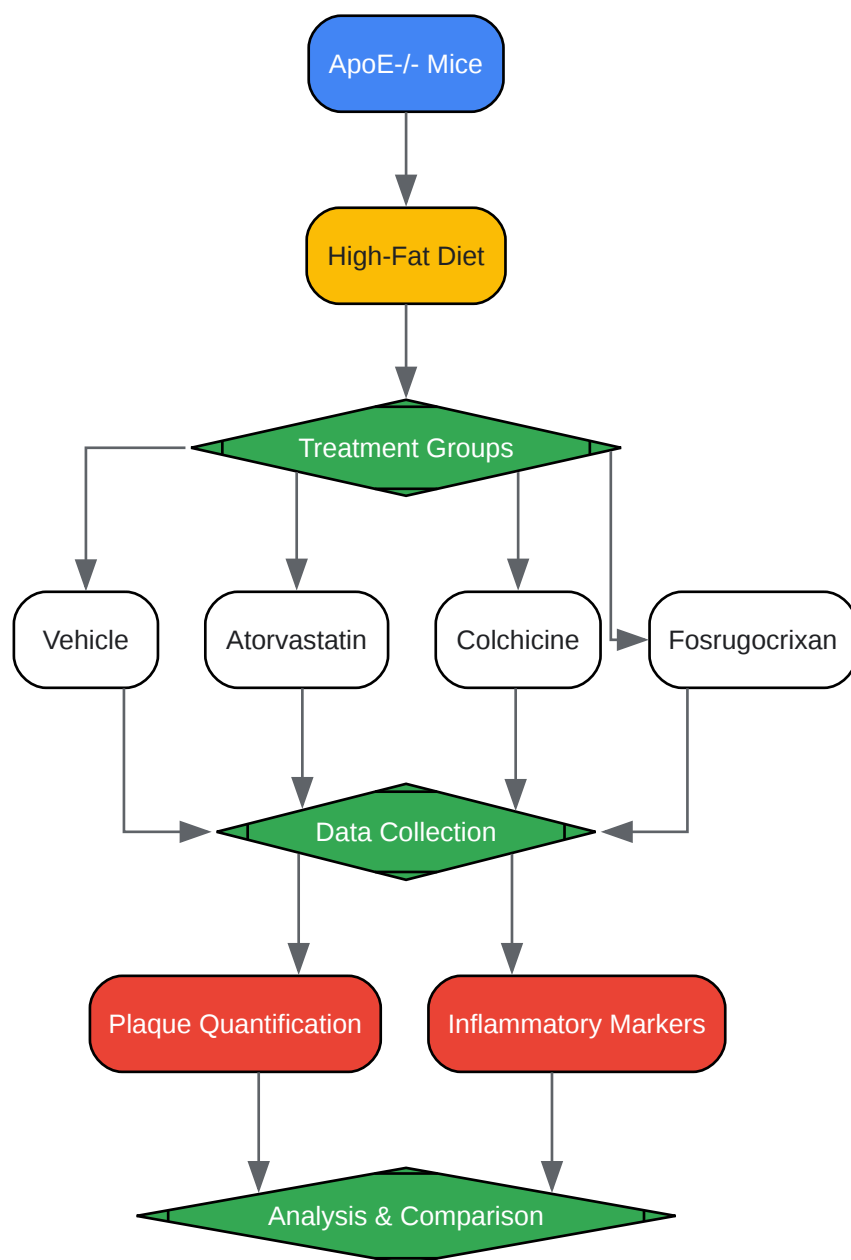 ApoE-/- Mice
High-Fat Diet
Treatment Groups
Vehicle
Atorvastatin
Colchicine
Fosrugocrixan
Data Collection
Plaque Quantification
Inflammatory Markers
Analysis & Comparison